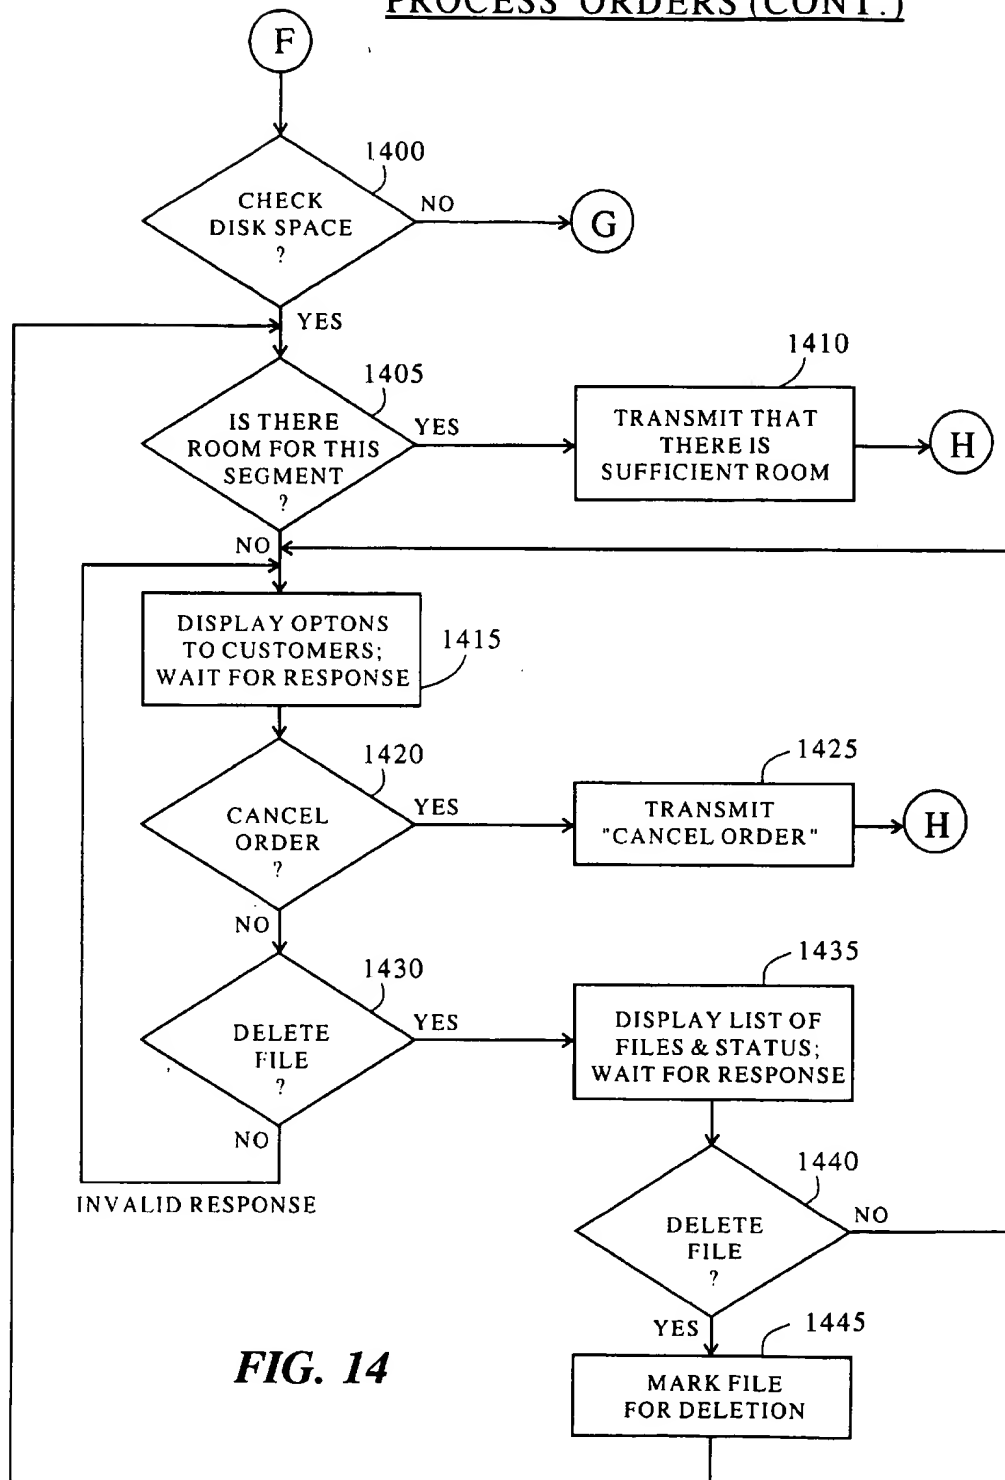 PROCESS ORDERS (CONT.)
F
1400
CHECK
DISK SPACE
?
NO
G
YES
1405
IS THERE
ROOM FOR THIS
SEGMENT
?
YES
1410
TRANSMIT THAT
THERE IS
SUFFICIENT ROOM
H
NO
DISPLAY OPTONS
TO CUSTOMERS;
WAIT FOR RESPONSE
1415
1420
CANCEL
ORDER
?
YES
1425
TRANSMIT
"CANCEL ORDER"
H
NO
1430
DELETE
FILE
?
YES
1435
DISPLAY LIST OF
FILES & STATUS;
WAIT FOR RESPONSE
NO
INVALID RESPONSE
1440
DELETE
FILE
?
NO
YES
1445
MARK FILE
FOR DELETION
FIG. 14